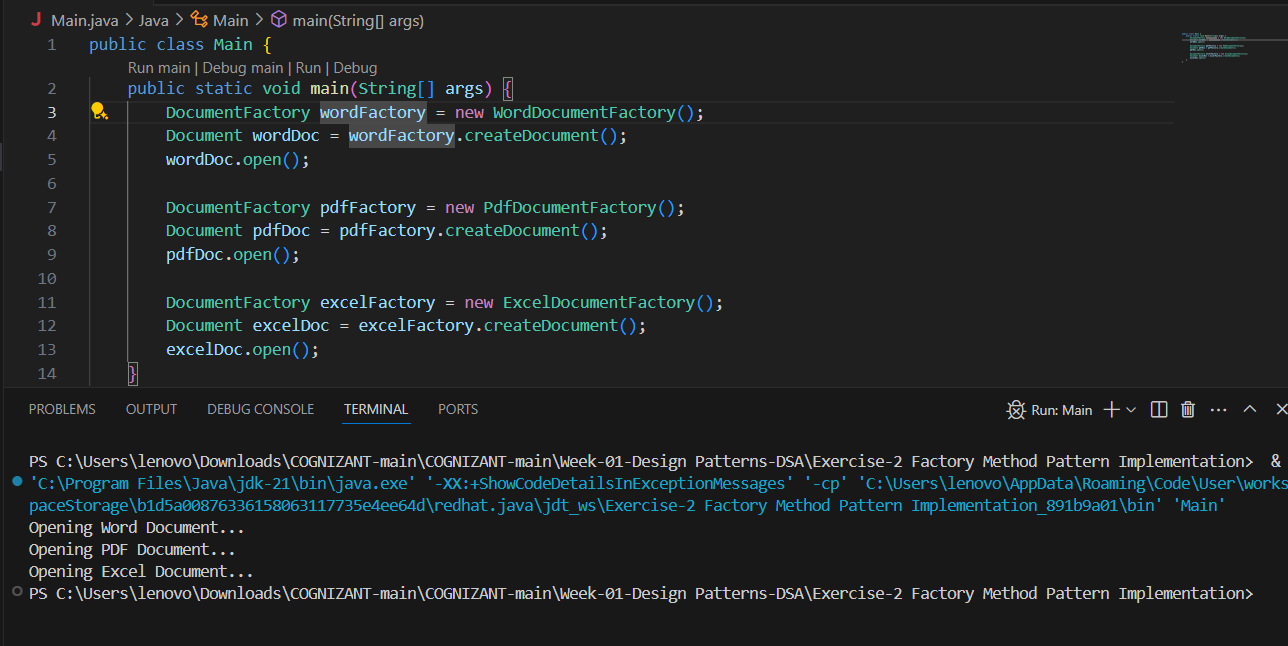 Main.java > Java > Main > main(String[] args)
1 public class Main {
Run main | Debug main | Run | Debug
2 public static void main(String[] args) {
3 DocumentFactory wordFactory = new WordDocumentFactory();
4 Document wordDoc = wordFactory.createDocument();
5 wordDoc.open();
6
7 DocumentFactory pdfFactory = new PdfDocumentFactory();
8 Document pdfDoc = pdfFactory.createDocument();
9 pdfDoc.open();
10
11 DocumentFactory excelFactory = new ExcelDocumentFactory();
12 Document excelDoc = excelFactory.createDocument();
13 excelDoc.open();
14 }
PROBLEMS OUTPUT DEBUG CONSOLE TERMINAL PORTS Run: Main
PS C:\Users\lenovo\Downloads\COGNIZANT-main\COGNIZANT-main\Week-01-Design Patterns-DSA\Exercise-2 Factory Method Pattern Implementation> &
'C:\Program Files\Java\jdk-21\bin\java.exe' '-XX:+ShowCodeDetailsInExceptionMessages' '-cp' 'C:\Users\lenovo\AppData\Roaming\Code\User\works
paceStorage\b1d5a00876336158063117735e4ee64d\redhat.java\jdt_ws\Exercise-2 Factory Method Pattern Implementation_891b9a01\bin' 'Main'
Opening Word Document...
Opening PDF Document...
Opening Excel Document...
PS C:\Users\lenovo\Downloads\COGNIZANT-main\COGNIZANT-main\Week-01-Design Patterns-DSA\Exercise-2 Factory Method Pattern Implementation>